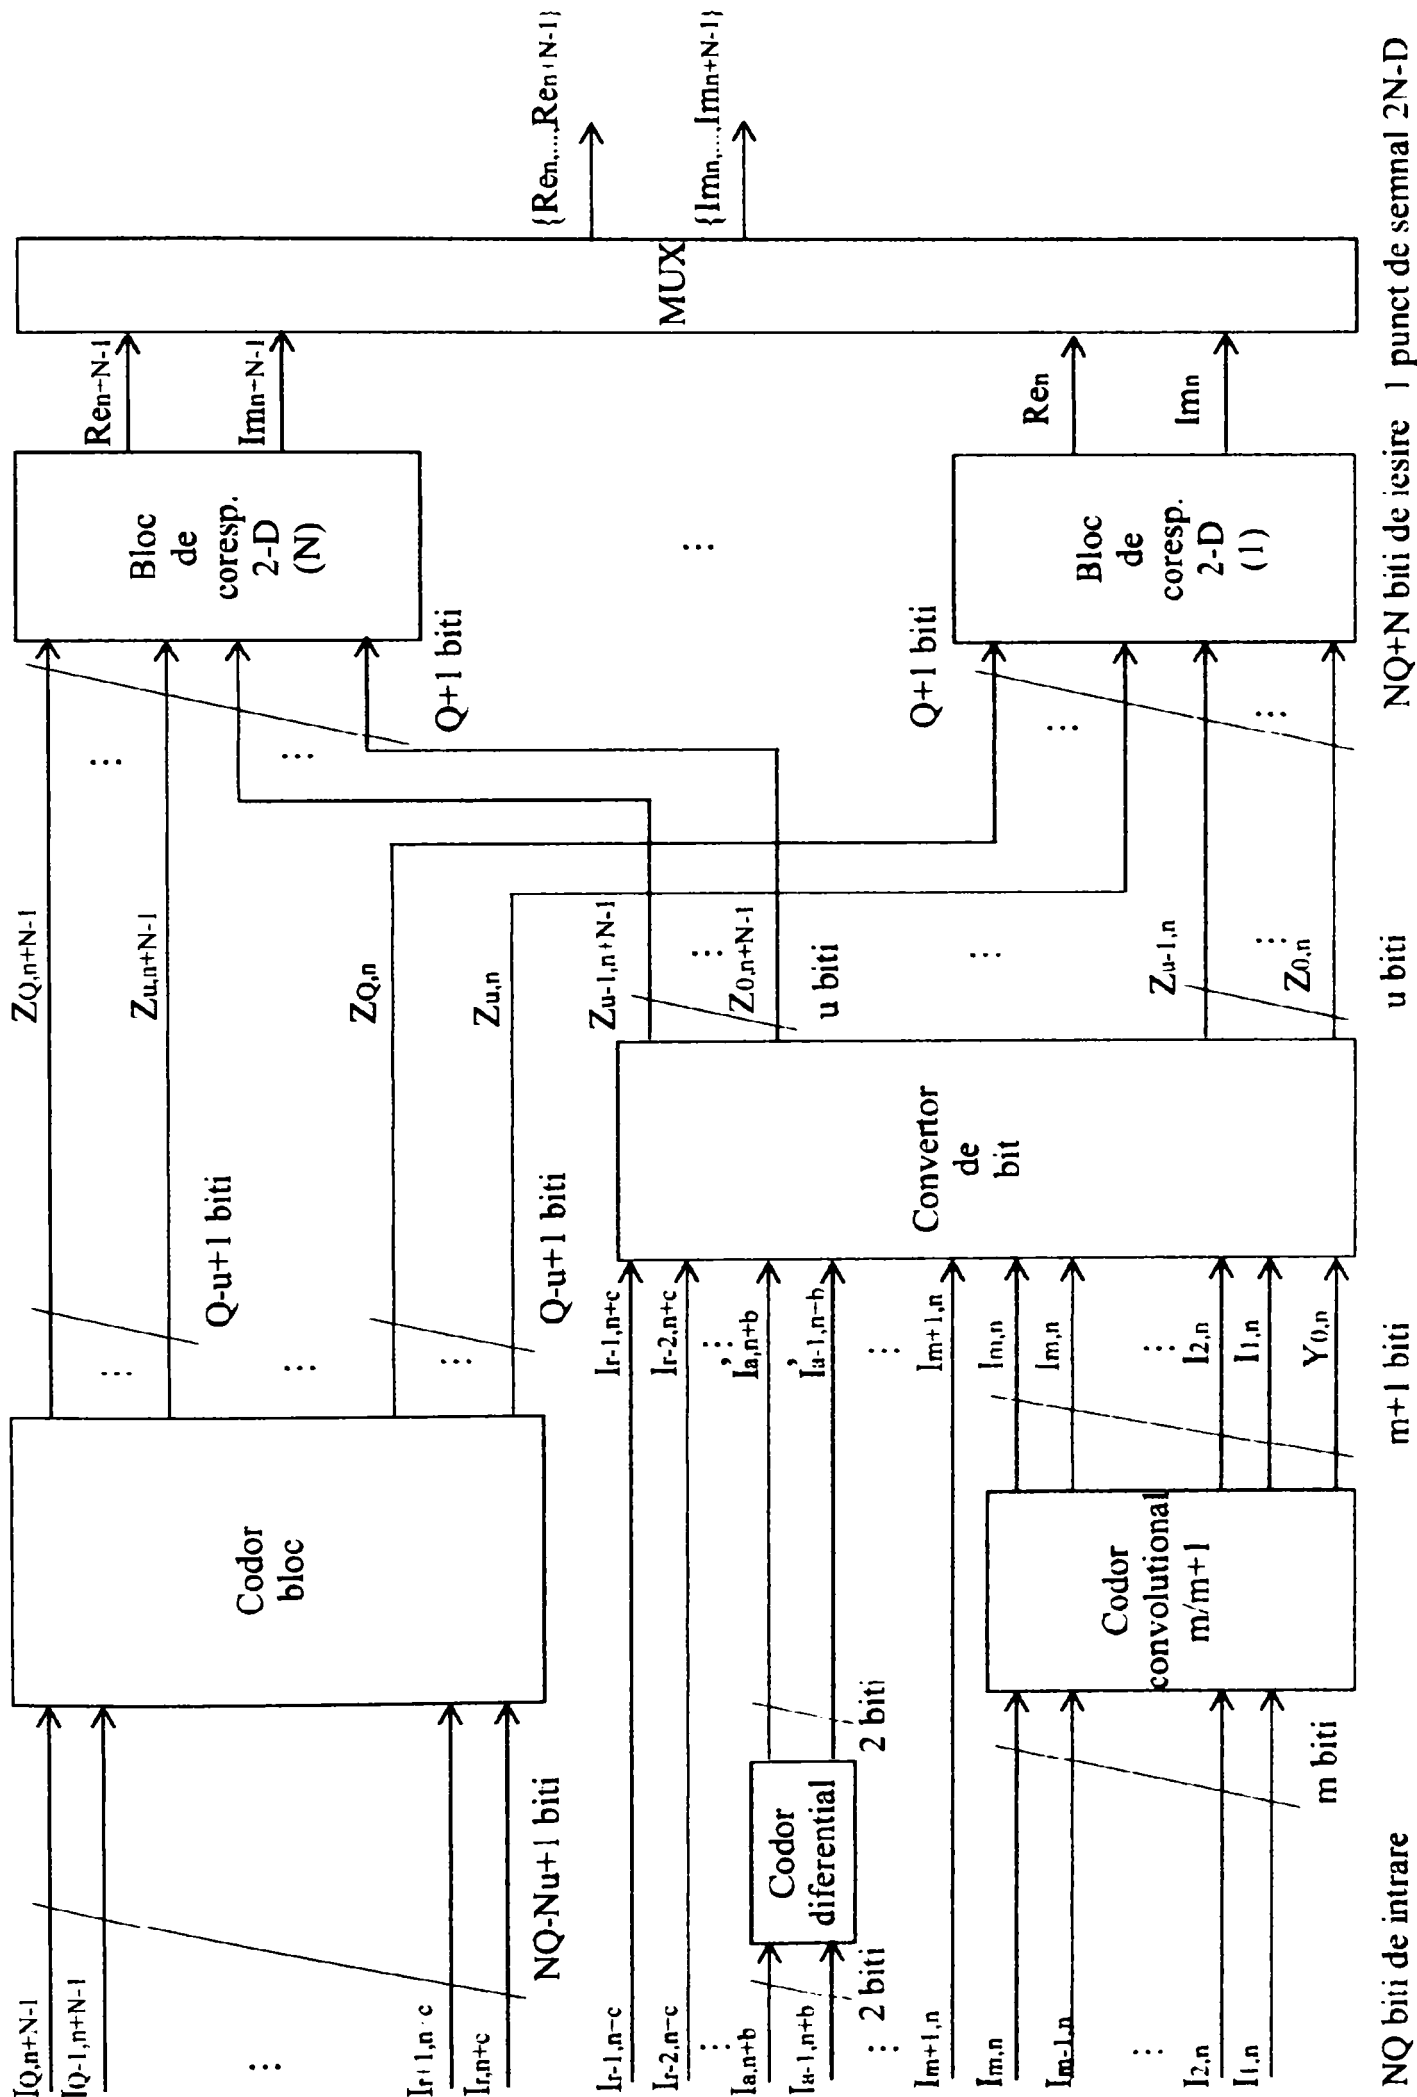 IQ,n+N-1
IQ-1,n+N-1
⋮
Ir+1,n+c
Ir,n+c
NQ-Nu+1 biti
Codor
bloc
ZQ,n+N-1
⋮
Zu,n+N-1
Q-u+1 biti
⋮
ZQ,n
⋮
Zu,n
Q-u+1 biti
Ir-1,n-c
Ir-2,n-c
⋮
Ia,n+b
Ia-1,n+b
2 biti
⋮
Codor
diferential
2 biti
Im+1,n
Im,n
Im-1,n
⋮
I2,n
I1,n
m biti
Codor
convolutional
m/m+1
Ir-1,n+c
Ir-2,n+c
⋮
I'a,n+b
I'a-1,n-b
⋮
Im+1,n
Im,n
Im,n
⋮
I2,n
I1,n
Y0,n
m+1 biti
Convertor
de
bit
Zu-1,n+N-1
⋮
Z0,n+N-1
u biti
⋮
Zu-1,n
⋮
Z0,n
u biti
⋮
⋮
Q+1 biti
Bloc
de
coresp.
2-D
(N)
⋮
Q+1 biti
⋮
⋮
Bloc
de
coresp.
2-D
(1)
Ren+N-1
Imn+N-1
Ren
Imn
MUX
{Ren,...,Ren+N-1}
{Imn,...,Imn+N-1}
NQ biti de intrare
NQ+N biti de iesire
1 punct de semnal 2N-D